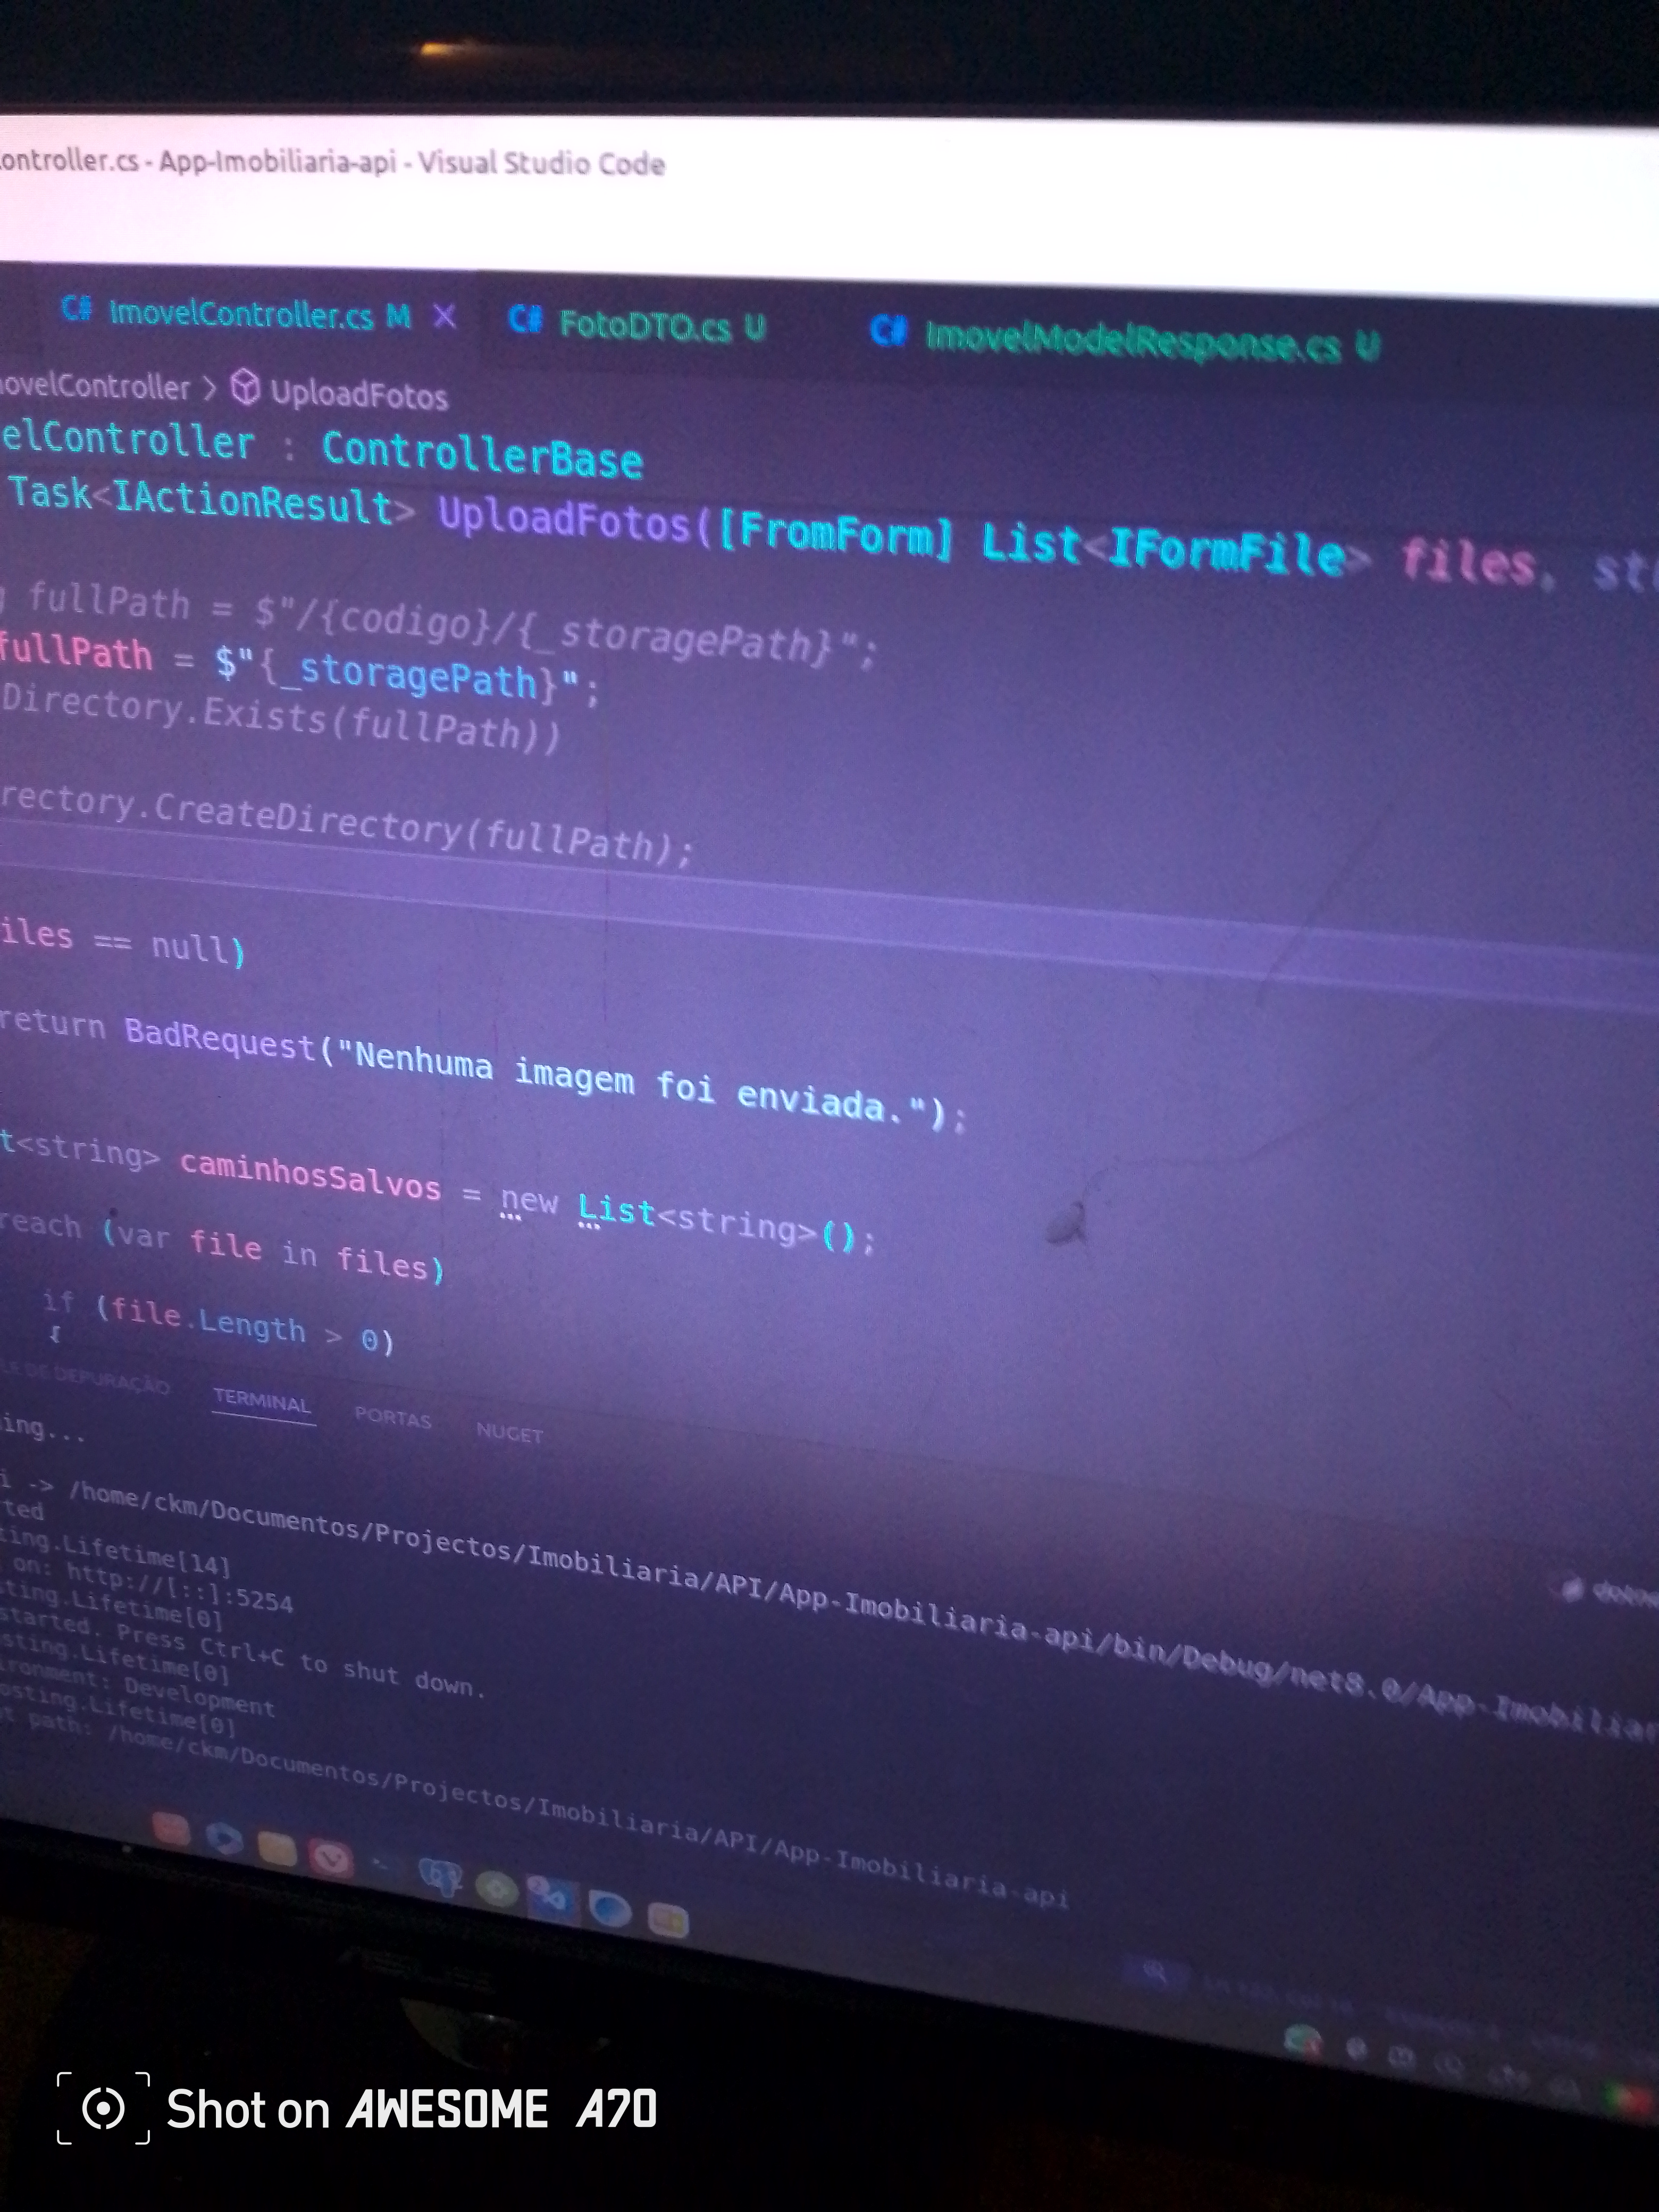 ontroller.cs - App-Imobiliaria-api - Visual Studio Code
C# ImovelController.cs M X C# FotoDTO.cs U C# ImovelModelResponse.cs U
ovelController > UploadFotos
elController : ControllerBase
Task<IActionResult> UploadFotos([FromForm] List<IFormFile> files, st
fullPath = $"/{codigo}/{_storagePath}";
fullPath = $"{_storagePath}";
Directory.Exists(fullPath))
rectory.CreateDirectory(fullPath);
iles == null)
return BadRequest("Nenhuma imagem foi enviada.");
t<string> caminhosSalvos = new List<string>();
reach (var file in files)
if (file.Length > 0)
{
LE DE DEPURAÇÃO TERMINAL PORTAS NUGET
ing...
i -> /home/ckm/Documentos/Projectos/Imobiliaria/API/App-Imobiliaria-api/bin/Debug/net8.0/App-Imobiliar
ted
ting.Lifetime[14]
on: http://[::]:5254
sting.Lifetime[0]
started. Press Ctrl+C to shut down.
sting.Lifetime[0]
ironment: Development
osting.Lifetime[0]
t path: /home/ckm/Documentos/Projectos/Imobiliaria/API/App-Imobiliaria-api
Shot on AWESOME A70